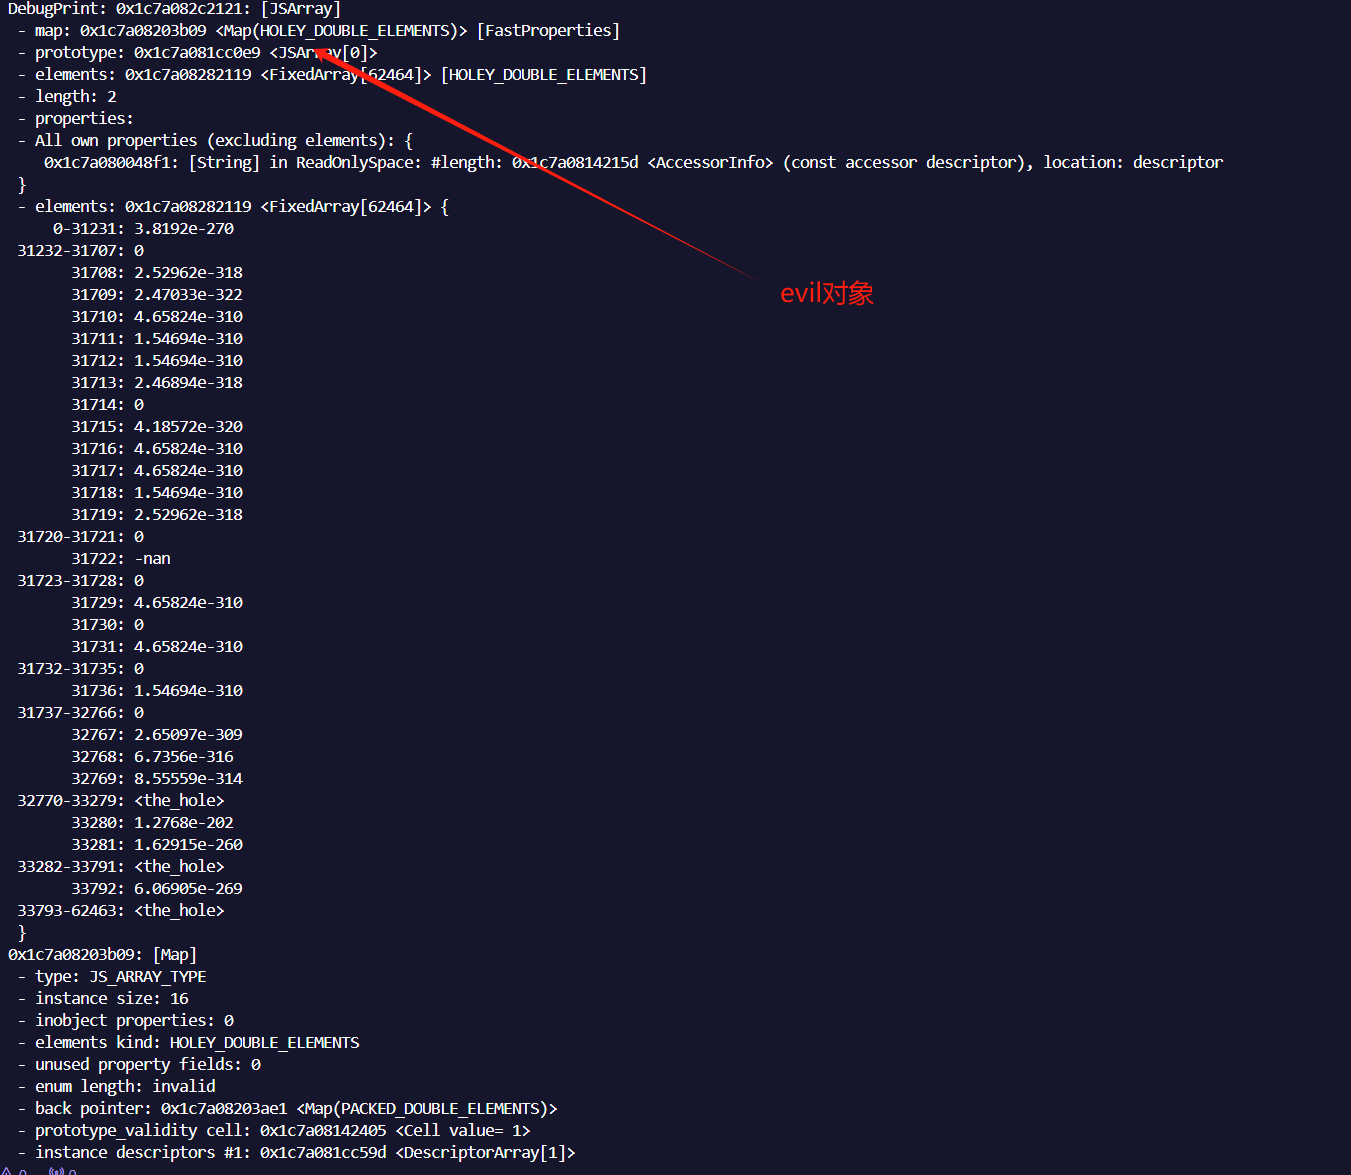 DebugPrint: 0x1c7a082c2121: [JSArray]
- map: 0x1c7a08203b09 <Map(HOLEY_DOUBLE_ELEMENTS)> [FastProperties]
- prototype: 0x1c7a081cc0e9 <JSArray[0]>
- elements: 0x1c7a08282119 <FixedArray[62464]> [HOLEY_DOUBLE_ELEMENTS]
- length: 2
- properties:
- All own properties (excluding elements): {
0x1c7a080048f1: [String] in ReadOnlySpace: #length: 0x1c7a0814215d <AccessorInfo> (const accessor descriptor), location: descriptor
}
- elements: 0x1c7a08282119 <FixedArray[62464]> {
0-31231: 3.8192e-270
31232-31707: 0
31708: 2.52962e-318
31709: 2.47033e-322
evil对象
31710: 4.65824e-310
31711: 1.54694e-310
31712: 1.54694e-310
31713: 2.46894e-318
31714: 0
31715: 4.18572e-320
31716: 4.65824e-310
31717: 4.65824e-310
31718: 1.54694e-310
31719: 2.52962e-318
31720-31721: 0
31722: -nan
31723-31728: 0
31729: 4.65824e-310
31730: 0
31731: 4.65824e-310
31732-31735: 0
31736: 1.54694e-310
31737-32766: 0
32767: 2.65097e-309
32768: 6.7356e-316
32769: 8.55559e-314
32770-33279: <the_hole>
33280: 1.2768e-202
33281: 1.62915e-260
33282-33791: <the_hole>
33792: 6.06905e-269
33793-62463: <the_hole>
}
0x1c7a08203b09: [Map]
- type: JS_ARRAY_TYPE
- instance size: 16
- inobject properties: 0
- elements kind: HOLEY_DOUBLE_ELEMENTS
- unused property fields: 0
- enum length: invalid
- back pointer: 0x1c7a08203ae1 <Map(PACKED_DOUBLE_ELEMENTS)>
- prototype_validity cell: 0x1c7a08142405 <Cell value= 1>
- instance descriptors #1: 0x1c7a081cc59d <DescriptorArray[1]>